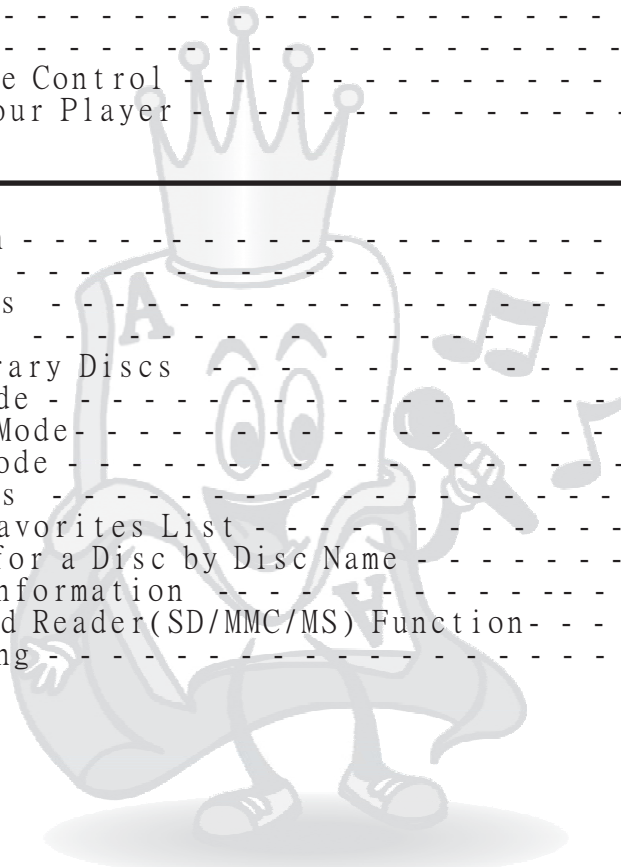 - - - - - - - - - - - - - - - - - - -
- - - - - - - - - - - - - - - - - - -
e Control - - - - - - - - - - - - - -
our Player - - - - - - - - - - - - - -
- - - - - - - - - - - - - - - - - -
- - - - - - - - - - - - - - - - - - -
s - - - - - - - - - - - - - - - - - -
- - - - - - - - - - - - - - - - - - -
A
rary Discs - - - - - - - - - - - - -
de - - - - - - - - - - - - - - - - - -
Mode- - - - - - - - - - - - - - - - -
ode - - - - - - - - - - - - - - - - -
s - - - - - - - - - - - - - - - - - -
avorites List - - - - - - - - - - -
for a Disc by Disc Name - - - - - -
nformation - - - - - - - - - - --- -
d Reader(SD/MMC/MS) Function- - -
A
ng - - - - - - - - - - - - - - - - - -